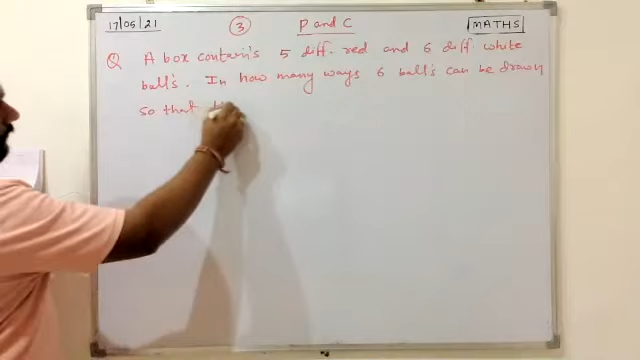 17/05/21 3 P and C MATHS
Q A box contain's 5 diff. red and 6 diff. white
ball's. In how many ways 6 ball's can be drawn
so that